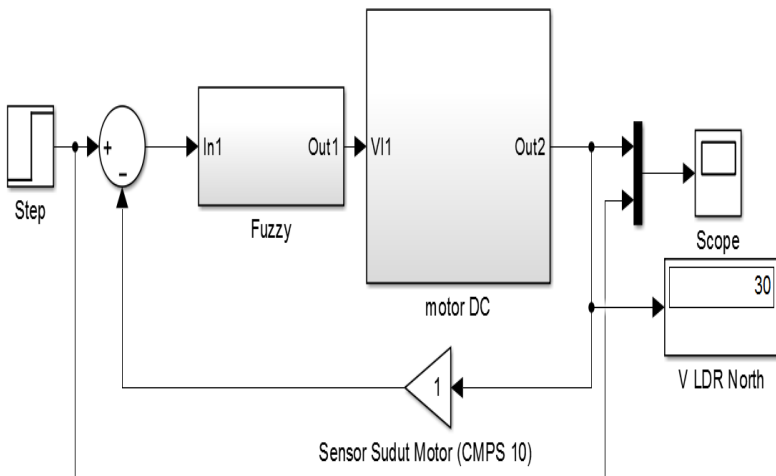 Step
+
−
In1
Out1
Fuzzy
VI1
Out2
motor DC
Scope
30
V LDR North
1
Sensor Sudut Motor (CMPS 10)